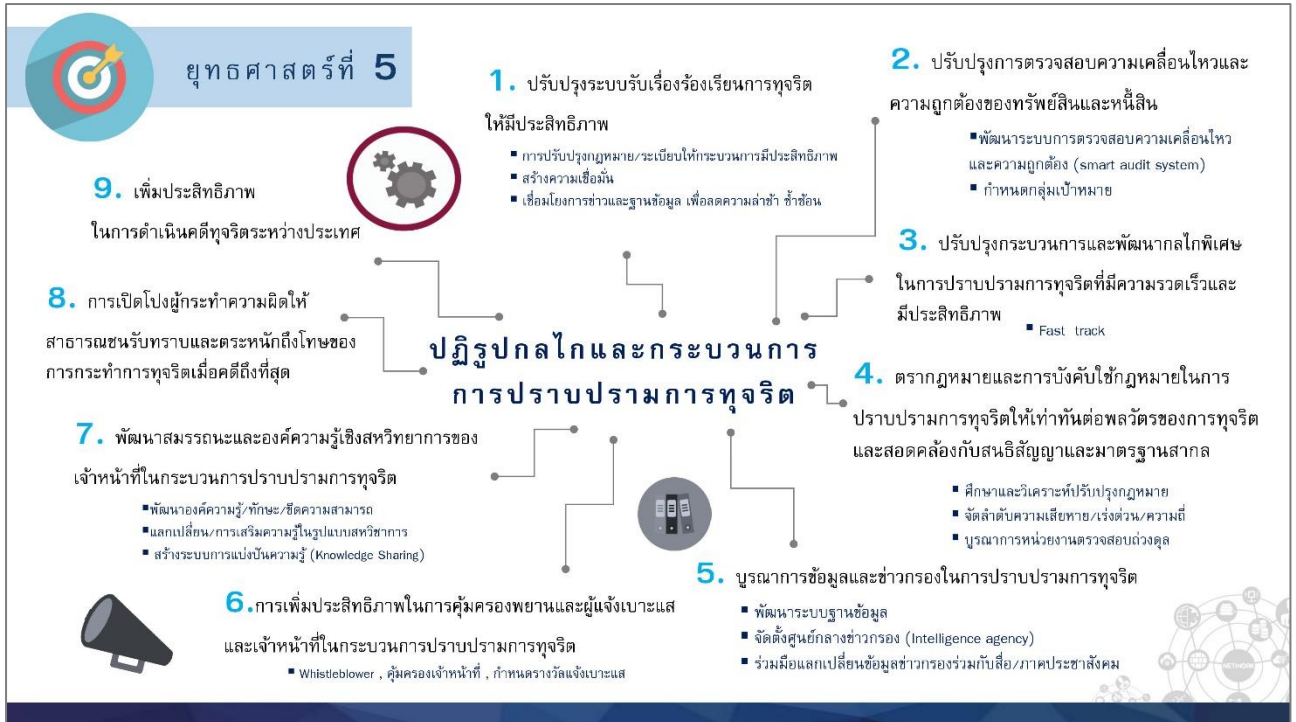 ยุทธศาสตร์ที่ 5
1. ปรับปรุงระบบรับเรื่องร้องเรียนการทุจริต
ให้มีประสิทธิภาพ
▪ การปรับปรุงกฎหมาย/ระเบียบให้กระบวนการมีประสิทธิภาพ
▪ สร้างความเชื่อมั่น
▪ เชื่อมโยงการข่าวและฐานข้อมูล เพื่อลดความล่าช้า ซ้ำซ้อน
2. ปรับปรุงการตรวจสอบความเคลื่อนไหวและ
ความถูกต้องของทรัพย์สินและหนี้สิน
▪พัฒนาระบบการตรวจสอบความเคลื่อนไหว
และความถูกต้อง (smart audit system)
▪ กำหนดกลุ่มเป้าหมาย
3. ปรับปรุงกระบวนการและพัฒนากลไกพิเศษ
ในการปราบปรามการทุจริตที่มีความรวดเร็วและ
มีประสิทธิภาพ
▪ Fast track
ปฏิรูปกลไกและกระบวนการ
การปราบปรามการทุจริต
4. ตรากฎหมายและการบังคับใช้กฎหมายในการ
ปราบปรามการทุจริตให้เท่าทันต่อพลวัตรของการทุจริต
และสอดคล้องกับสนธิสัญญาและมาตรฐานสากล
▪ ศึกษาและวิเคราะห์ปรับปรุงกฎหมาย
▪ จัดลำดับความเสียหาย/เร่งด่วน/ความถี่
▪ บูรณาการหน่วยงานตรวจสอบถ่วงดุล
5. บูรณาการข้อมูลและข่าวกรองในการปราบปรามการทุจริต
▪ พัฒนาระบบฐานข้อมูล
▪ จัดตั้งศูนย์กลางข่าวกรอง (Intelligence agency)
▪ ร่วมมือแลกเปลี่ยนข้อมูลข่าวกรองร่วมกับสื่อ/ภาคประชาสังคม
6.การเพิ่มประสิทธิภาพในการคุ้มครองพยานและผู้แจ้งเบาะแส
และเจ้าหน้าที่ในกระบวนการปราบปรามการทุจริต
▪ Whistleblower , คุ้มครองเจ้าหน้าที่ , กำหนดรางวัลแจ้งเบาะแส
7. พัฒนาสมรรถนะและองค์ความรู้เชิงสหวิทยาการของ
เจ้าหน้าที่ในกระบวนการปราบปรามการทุจริต
▪พัฒนาองค์ความรู้/ทักษะ/ขีดความสามารถ
▪แลกเปลี่ยน/การเสริมความรู้ในรูปแบบสหวิชาการ
▪ สร้างระบบการแบ่งปันความรู้ (Knowledge Sharing)
8. การเปิดโปงผู้กระทำความผิดให้
สาธารณชนรับทราบและตระหนักถึงโทษของ
การกระทำการทุจริตเมื่อคดีถึงที่สุด
9. เพิ่มประสิทธิภาพ
ในการดำเนินคดีทุจริตระหว่างประเทศ
NETWORK